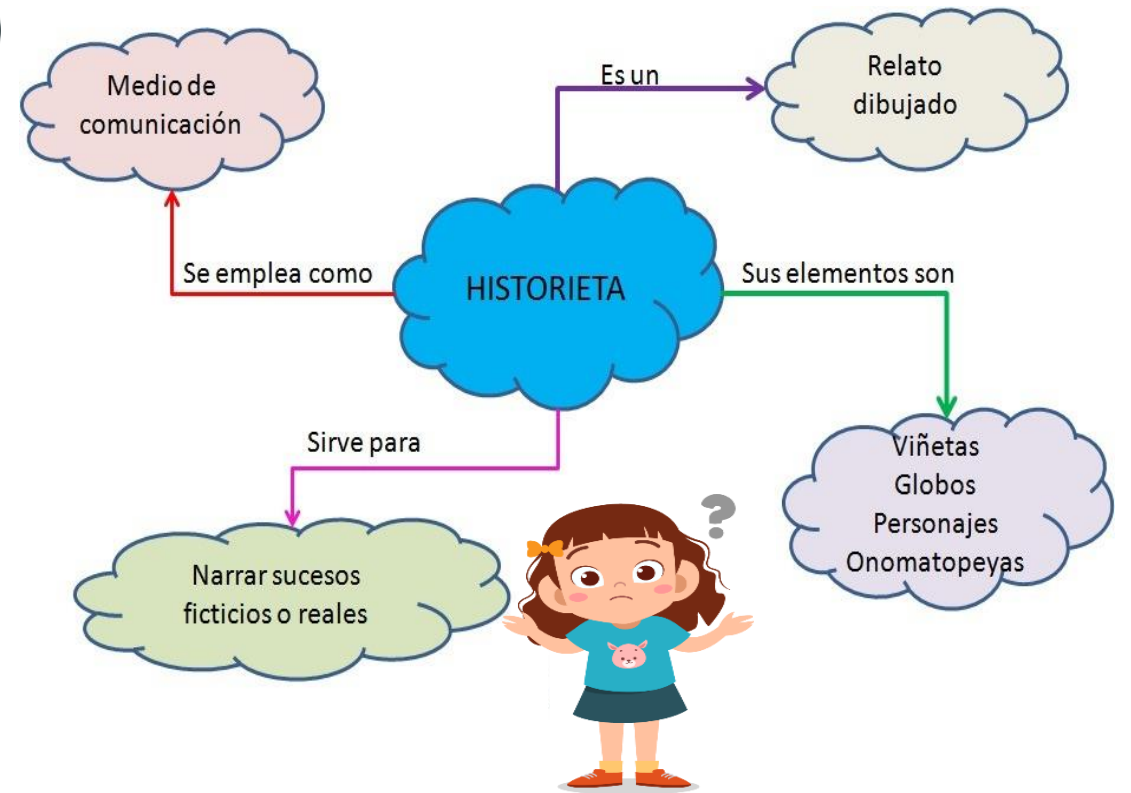 Medio de
comunicación
Es un
Relato
dibujado
Se emplea como
HISTORIETA
Sus elementos son
Sirve para
Viñetas
Globos
Personajes
Onomatopeyas
Narrar sucesos
ficticios o reales
?